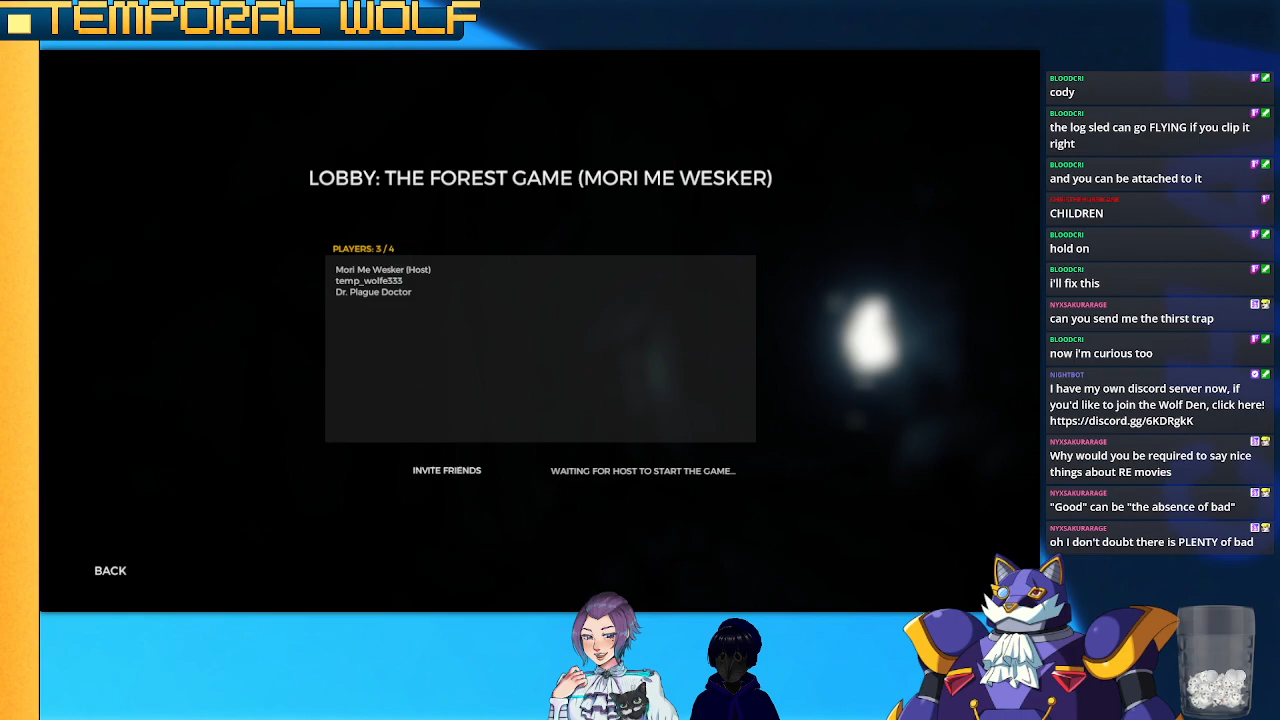 TEMPORAL WOLF
LOBBY: THE FOREST GAME (MORI ME WESKER)
PLAYERS: 3 / 4
Mori Me Wesker (Host)
temp_wolfe333
Dr. Plague Doctor
INVITE FRIENDS
WAITING FOR HOST TO START THE GAME...
BACK
BLOODCRI
cody
BLOODCRI
the log sled can go FLYING if you clip it
right
BLOODCRI
and you can be attached to it
CHILDREN
BLOODCRI
hold on
BLOODCRI
i'll fix this
NYXSAKURARAGE
can you send me the thirst trap
BLOODCRI
now i'm curious too
NIGHTBOT
I have my own discord server now, if
you'd like to join the Wolf Den, click here!
https://discord.gg/6KDRgkK
NYXSAKURARAGE
Why would you be required to say nice
things about RE movies
NYXSAKURARAGE
"Good" can be "the absence of bad"
NYXSAKURARAGE
oh I don't doubt there is PLENTY of bad